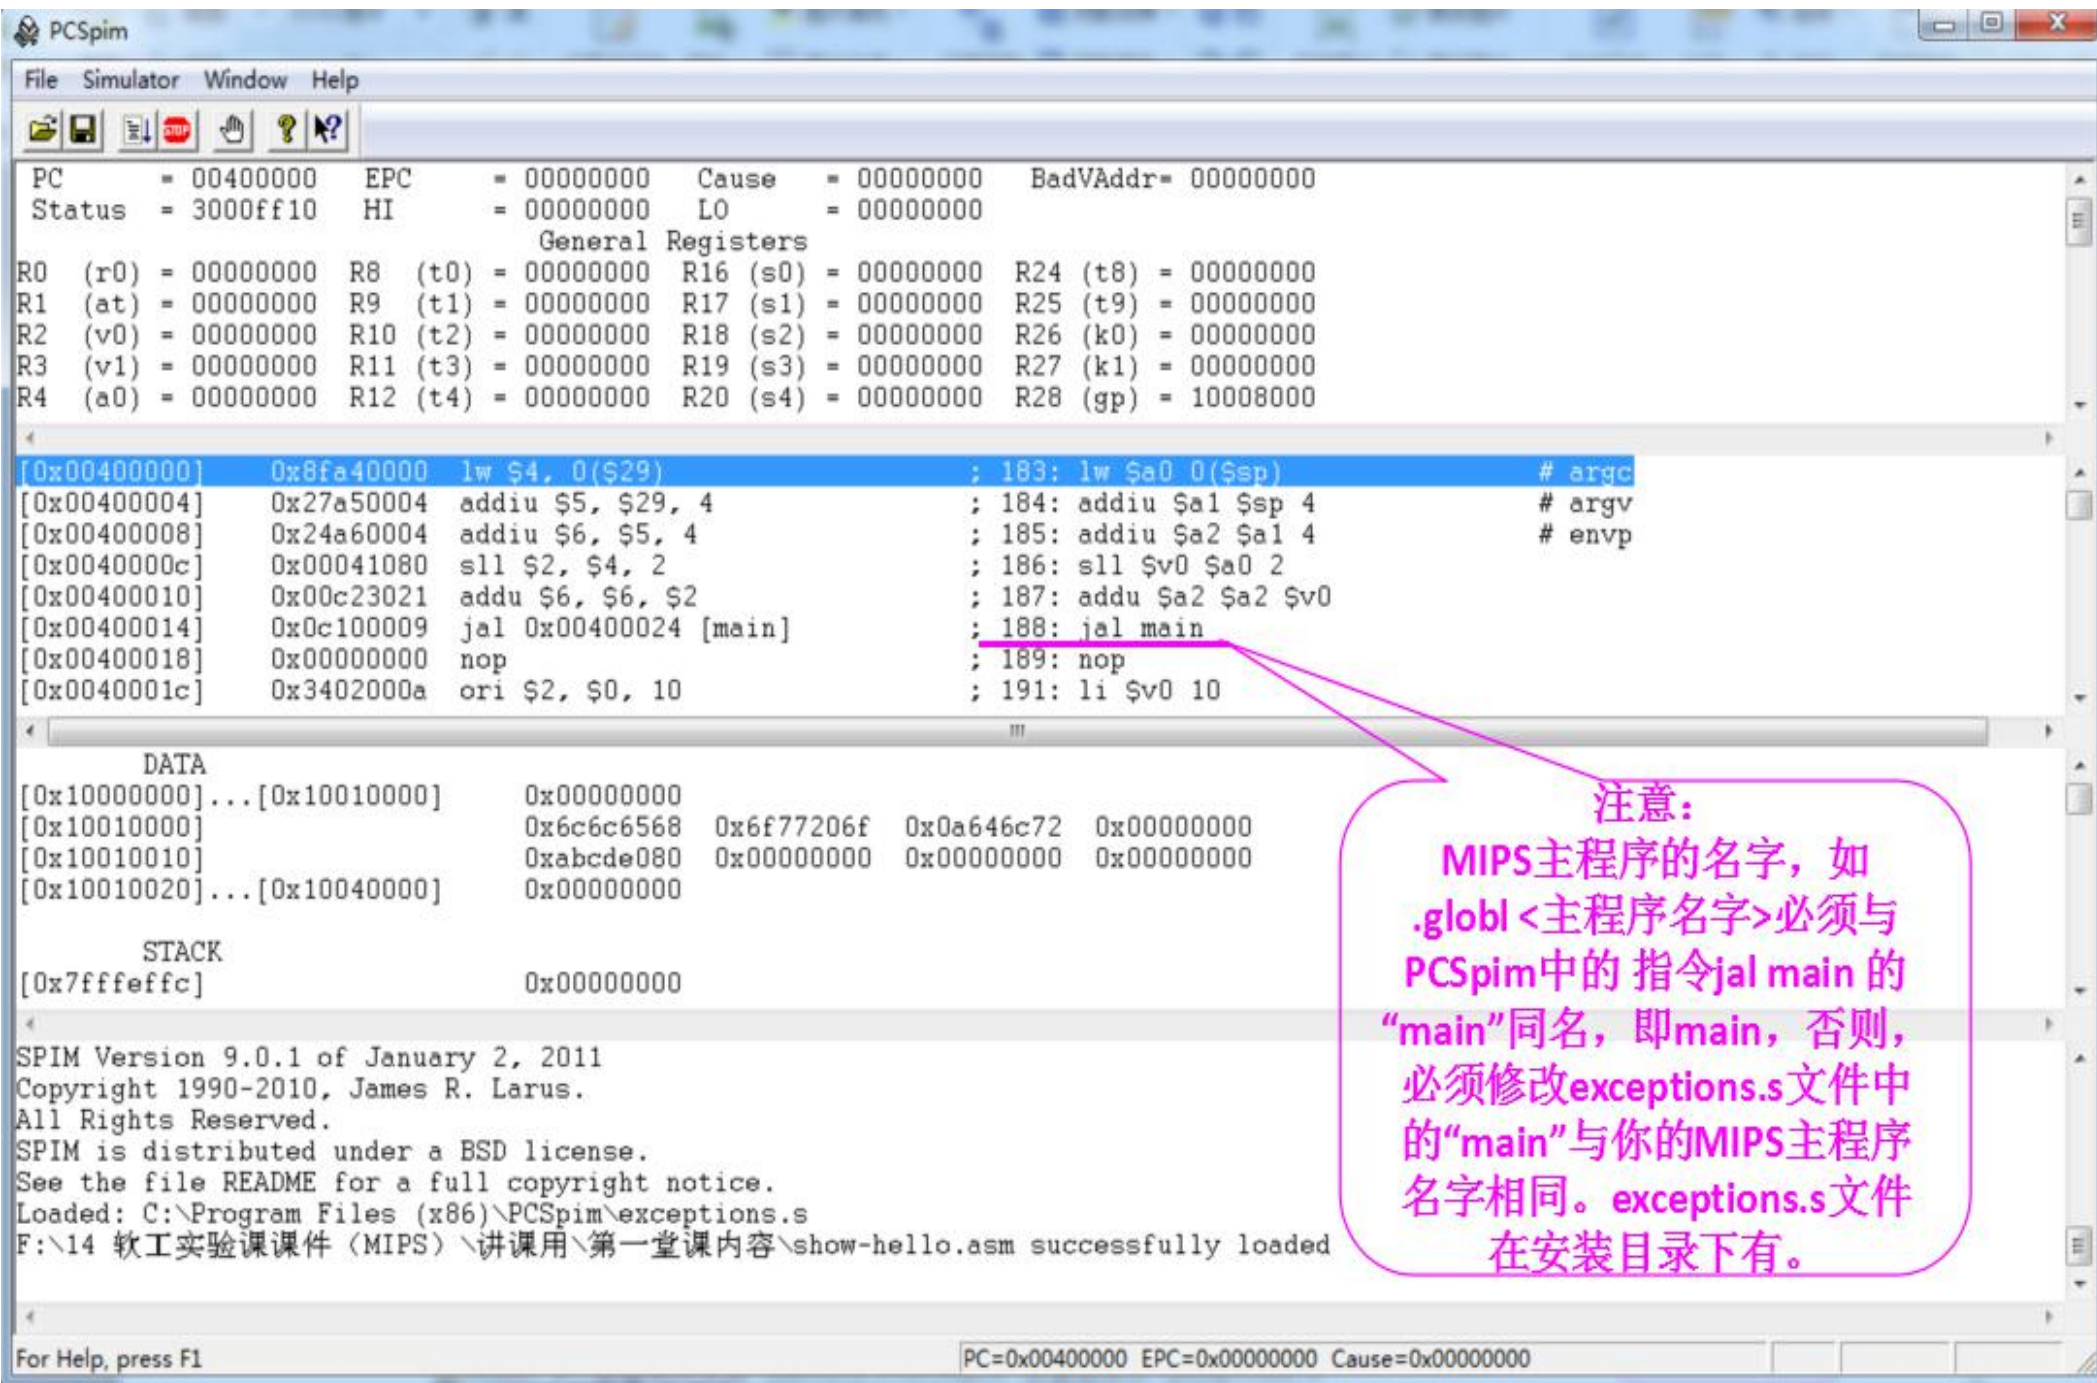 PCSpim
File Simulator Window Help
STOP
PC = 00400000 EPC = 00000000 Cause = 00000000 BadVAddr= 00000000
Status = 3000ff10 HI = 00000000 LO = 00000000
General Registers
R0 (r0) = 00000000 R8 (t0) = 00000000 R16 (s0) = 00000000 R24 (t8) = 00000000
R1 (at) = 00000000 R9 (t1) = 00000000 R17 (s1) = 00000000 R25 (t9) = 00000000
R2 (v0) = 00000000 R10 (t2) = 00000000 R18 (s2) = 00000000 R26 (k0) = 00000000
R3 (v1) = 00000000 R11 (t3) = 00000000 R19 (s3) = 00000000 R27 (k1) = 00000000
R4 (a0) = 00000000 R12 (t4) = 00000000 R20 (s4) = 00000000 R28 (gp) = 10008000
[0x00400000] 0x8fa40000 lw $4, 0($29) ; 183: lw $a0 0($sp) # argc
[0x00400004] 0x27a50004 addiu $5, $29, 4 ; 184: addiu $a1 $sp 4 # argv
[0x00400008] 0x24a60004 addiu $6, $5, 4 ; 185: addiu $a2 $a1 4 # envp
[0x0040000c] 0x00041080 sll $2, $4, 2 ; 186: sll $v0 $a0 2
[0x00400010] 0x00c23021 addu $6, $6, $2 ; 187: addu $a2 $a2 $v0
[0x00400014] 0x0c100009 jal 0x00400024 [main] ; 188: jal main
[0x00400018] 0x00000000 nop ; 189: nop
[0x0040001c] 0x3402000a ori $2, $0, 10 ; 191: li $v0 10
DATA
[0x10000000]...[0x10010000] 0x00000000
[0x10010000] 0x6c6c6568 0x6f77206f 0x0a646c72 0x00000000
[0x10010010] 0xabcde080 0x00000000 0x00000000 0x00000000
[0x10010020]...[0x10040000] 0x00000000
STACK
[0x7fffeffc] 0x00000000
注意：
MIPS主程序的名字，如
.globl <主程序名字>必须与
PCSpim中的 指令jal main 的
“main”同名，即main，否则，
必须修改exceptions.s文件中
的“main”与你的MIPS主程序
名字相同。exceptions.s文件
在安装目录下有。
SPIM Version 9.0.1 of January 2, 2011
Copyright 1990-2010, James R. Larus.
All Rights Reserved.
SPIM is distributed under a BSD license.
See the file README for a full copyright notice.
Loaded: C:\Program Files (x86)\PCSpim\exceptions.s
F:\14 软工实验课课件（MIPS）\讲课用\第一堂课内容\show-hello.asm successfully loaded
For Help, press F1 PC=0x00400000 EPC=0x00000000 Cause=0x00000000